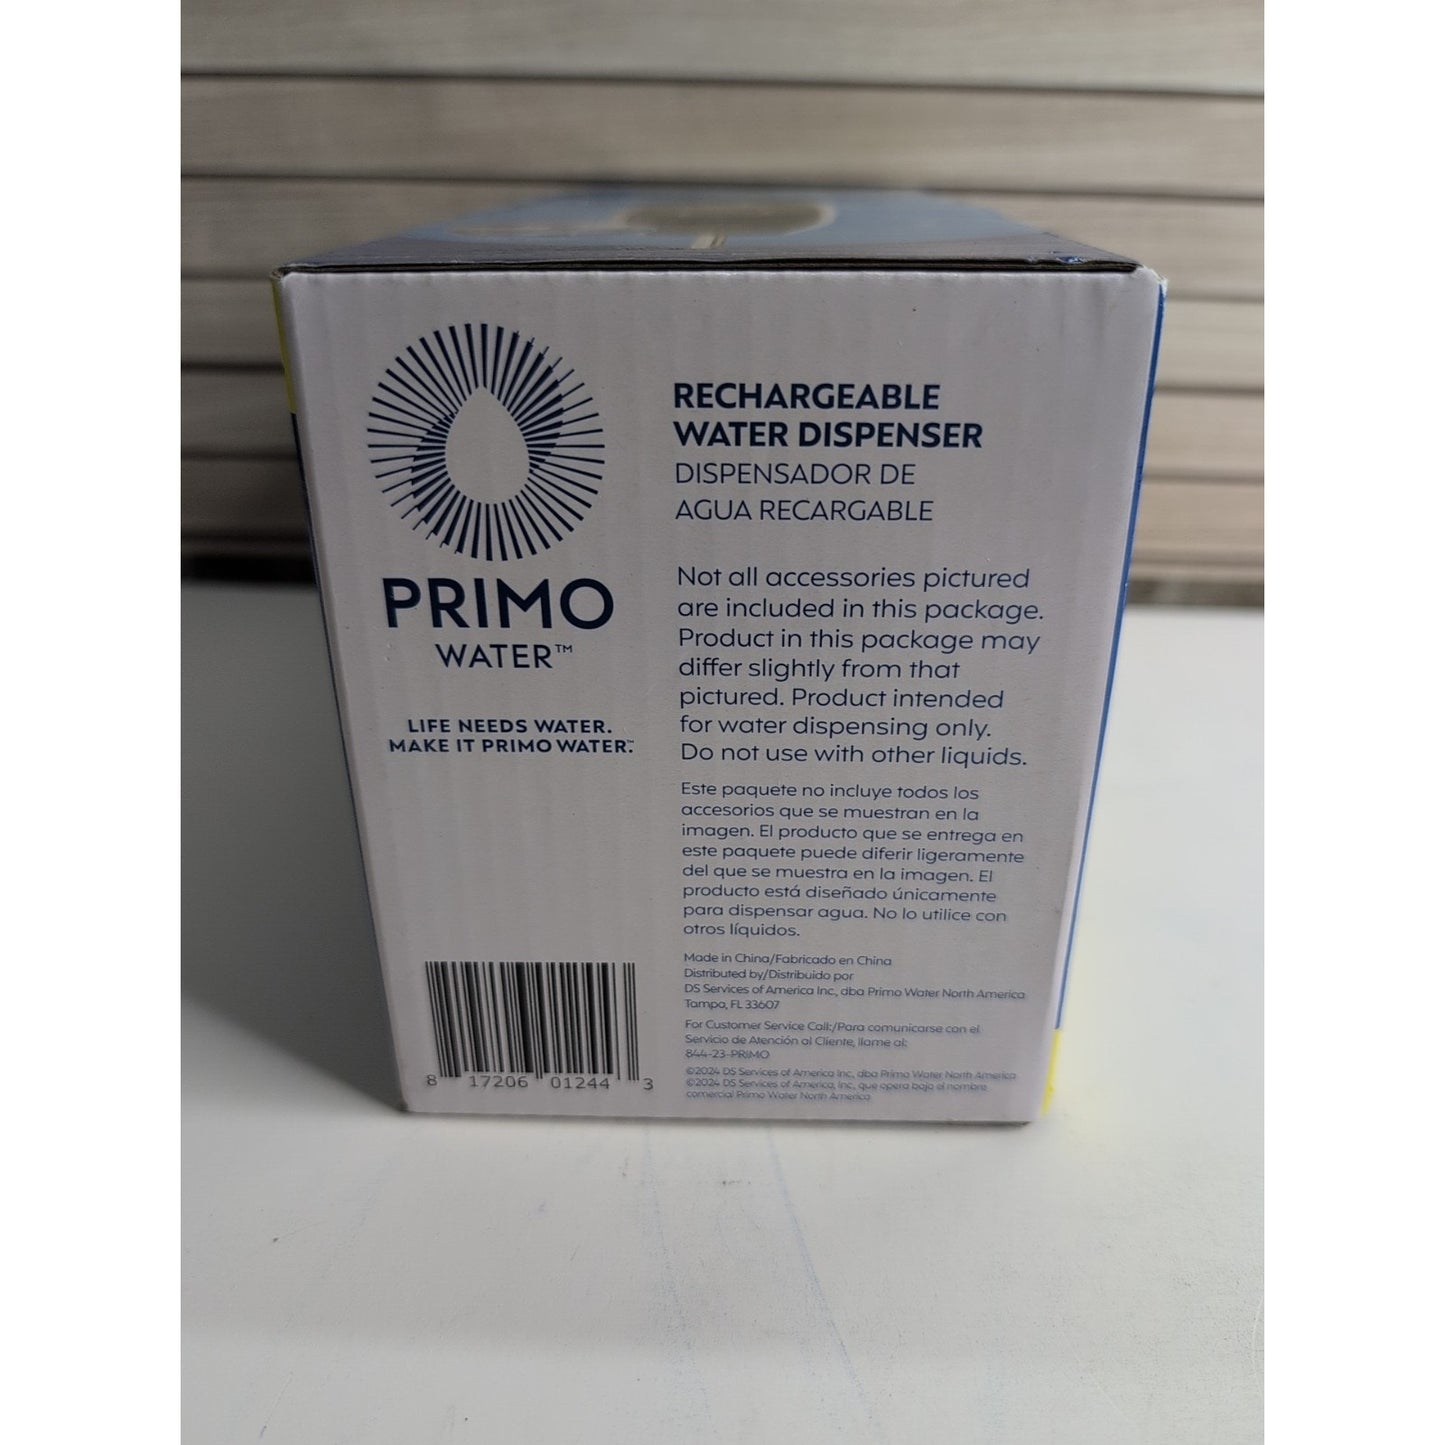 PRIMO
WATER™
LIFE NEEDS WATER.
MAKE IT PRIMO WATER.™
8 17206 01244 3
RECHARGEABLE
WATER DISPENSER
DISPENSADOR DE
AGUA RECARGABLE
Not all accessories pictured
are included in this package.
Product in this package may
differ slightly from that
pictured. Product intended
for water dispensing only.
Do not use with other liquids.
Este paquete no incluye todos los
accesorios que se muestran en la
imagen. El producto que se entrega en
este paquete puede diferir ligeramente
del que se muestra en la imagen. El
producto está diseñado únicamente
para dispensar agua. No lo utilice con
otros líquidos.
Made in China/Fabricado en China
Distributed by/Distribuido por
DS Services of America Inc., dba Primo Water North America
Tampa, FL 33607
For Customer Service Call:/Para comunicarse con el
Servicio de Atención al Cliente, llame al:
844-23-PRIMO
©2024 DS Services of America Inc., dba Primo Water North America
©2024 DS Services of America, Inc., que opera bajo el nombre
comercial Primo Water North America